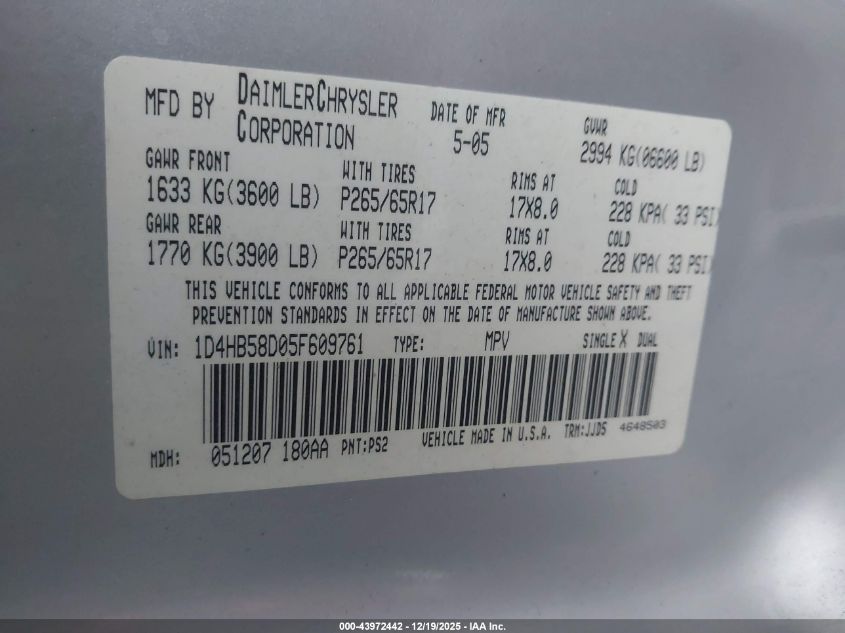 MFD BY DAIMLERCHRYSLER CORPORATION DATE OF MFR 5-05 GVWR 2994 KG(06600 LB)
GAWR FRONT WITH TIRES RIMS AT COLD
1633 KG(3600 LB) P265/65R17 17X8.0 228 KPA( 33 PSI)
GAWR REAR WITH TIRES RIMS AT COLD
1770 KG(3900 LB) P265/65R17 17X8.0 228 KPA( 33 PSI)
THIS VEHICLE CONFORMS TO ALL APPLICABLE FEDERAL MOTOR VEHICLE SAFETY AND THEFT
PREVENTION STANDARDS IN EFFECT ON THE DATE OF MANUFACTURE SHOWN ABOVE.
VIN: 1D4HB58D05F609761 TYPE: MPV SINGLE X DUAL
MDH: 051207 180AA PNT:PS2 VEHICLE MADE IN U.S.A. TRM:JJD5 4648503
000-43972442 - 12/19/2025 - IAA Inc.